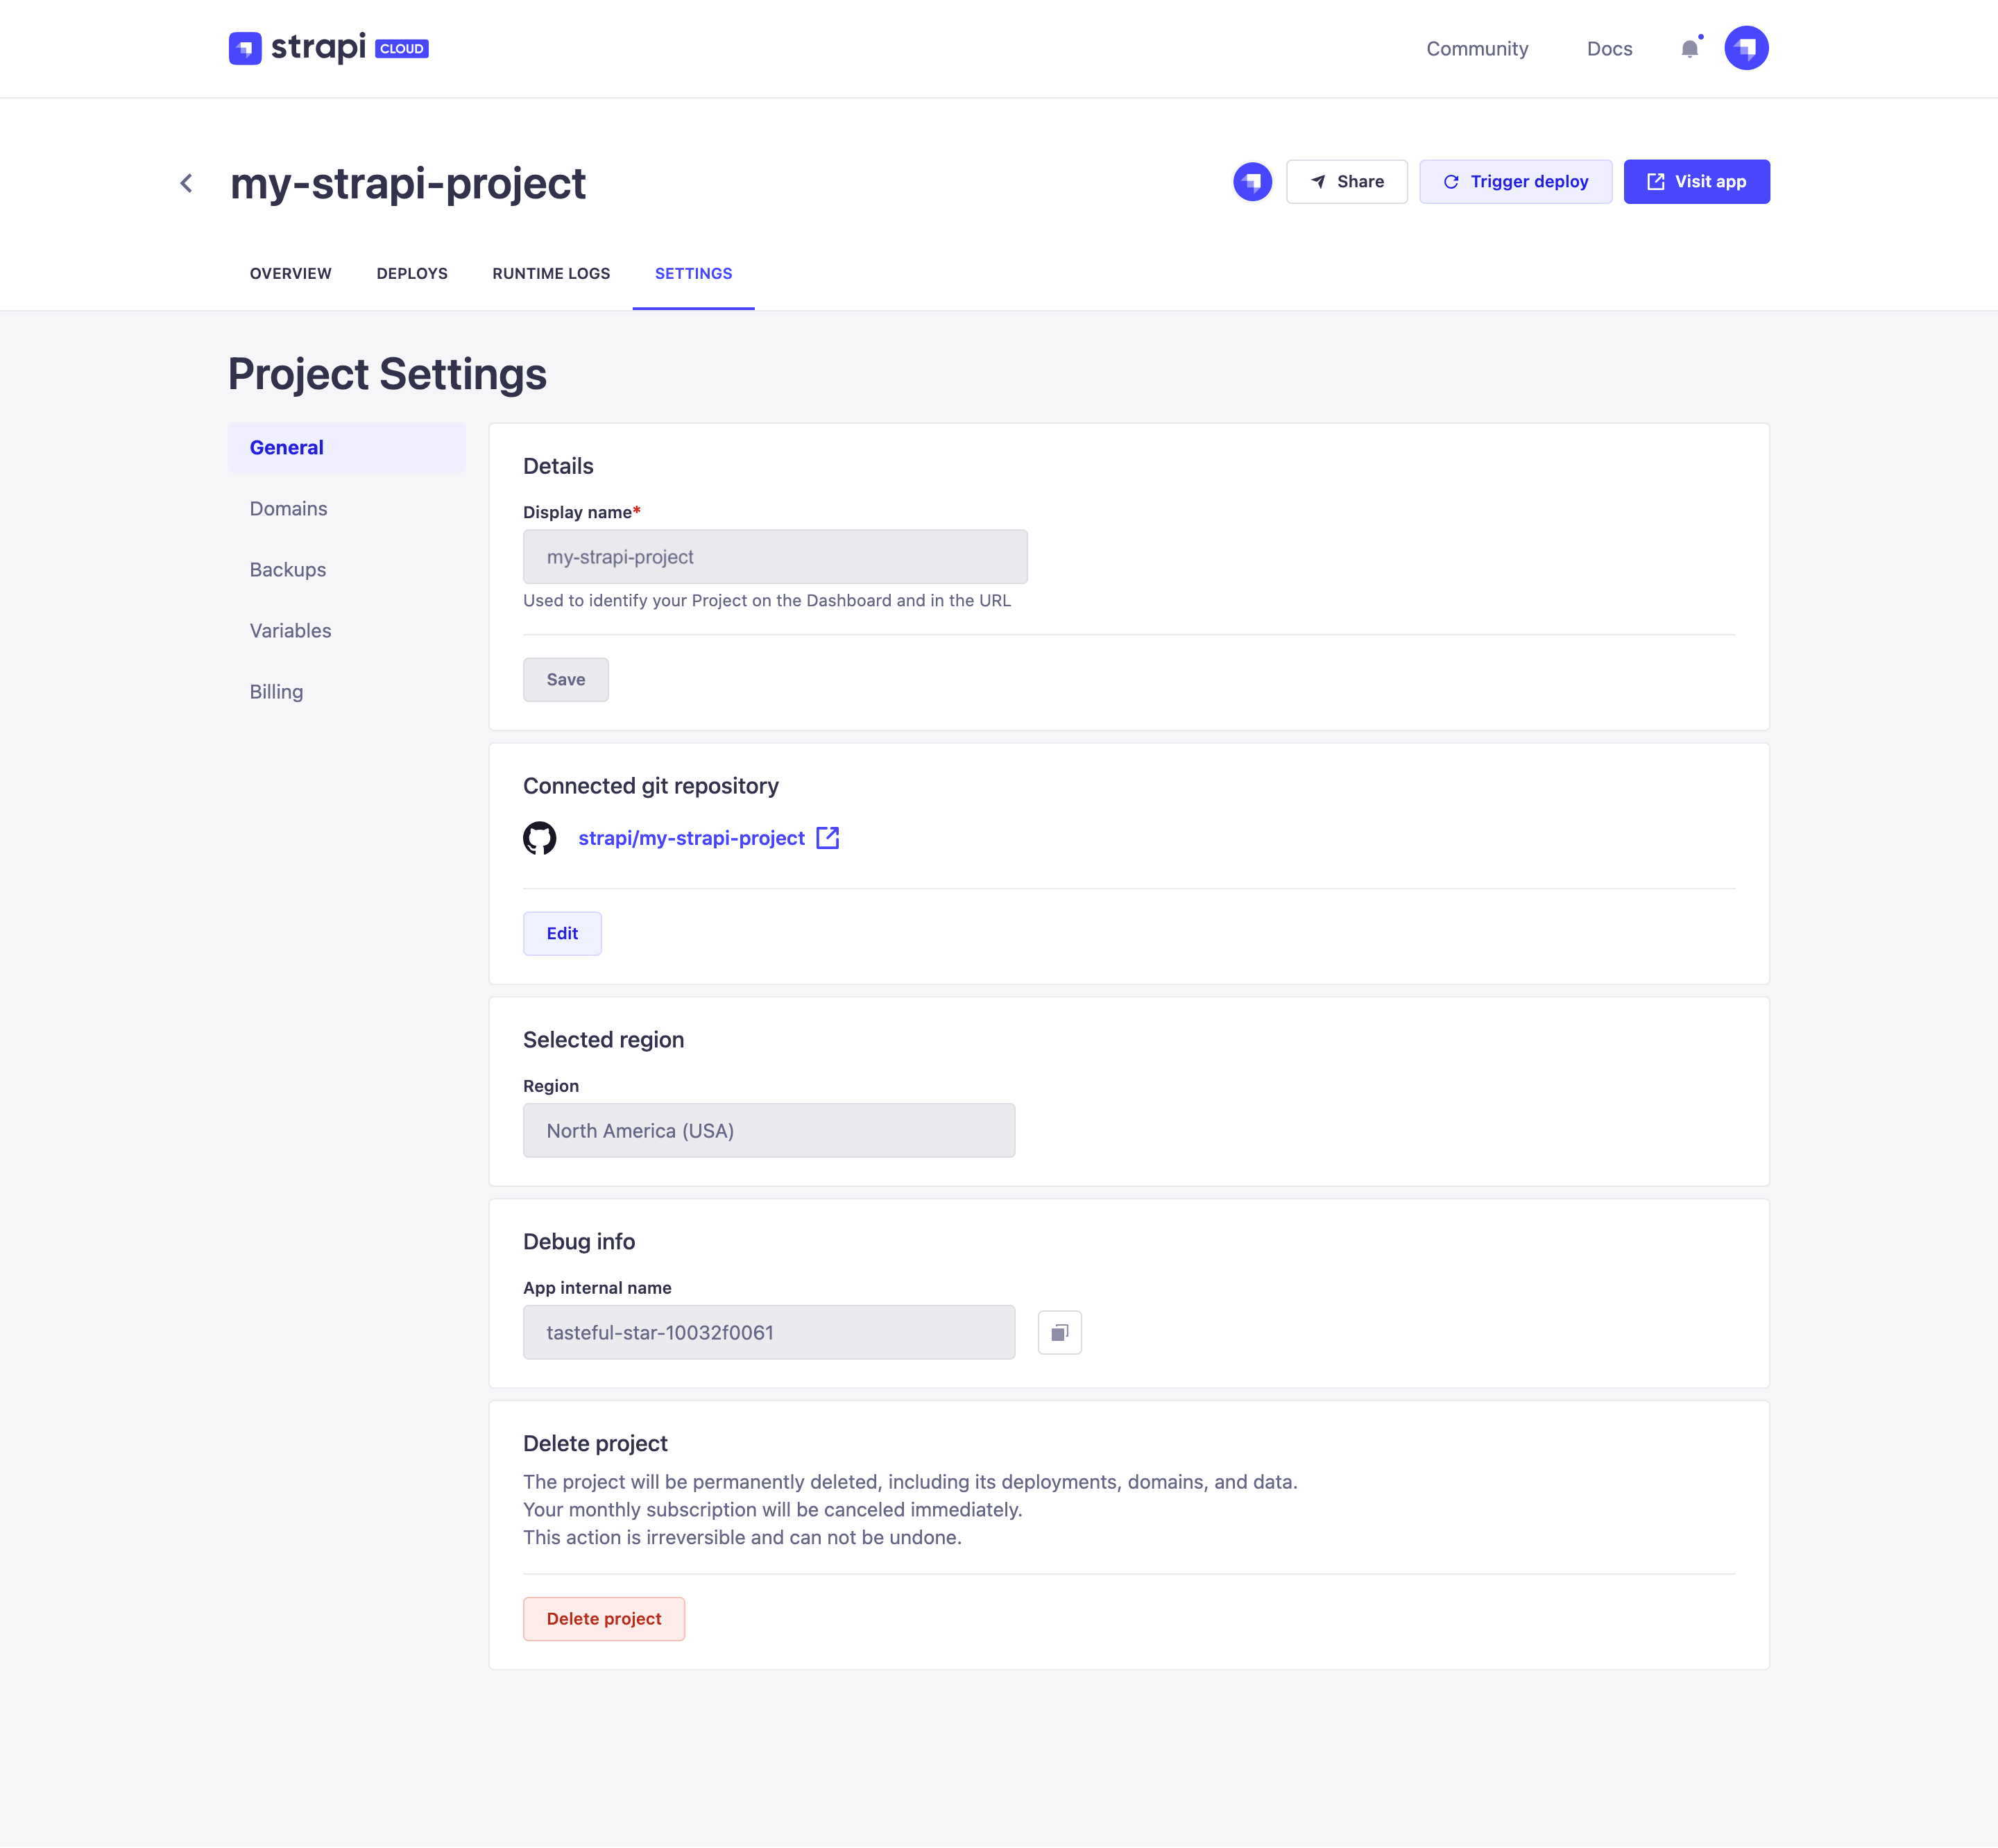 strapi CLOUD
Community
Docs
my-strapi-project
Share
Trigger deploy
Visit app
OVERVIEW
DEPLOYS
RUNTIME LOGS
SETTINGS
Project Settings
General
Domains
Backups
Variables
Billing
Details
Display name*
my-strapi-project
Used to identify your Project on the Dashboard and in the URL
Save
Connected git repository
strapi/my-strapi-project
Edit
Selected region
Region
North America (USA)
Debug info
App internal name
tasteful-star-10032f0061
Delete project
The project will be permanently deleted, including its deployments, domains, and data.
Your monthly subscription will be canceled immediately.
This action is irreversible and can not be undone.
Delete project